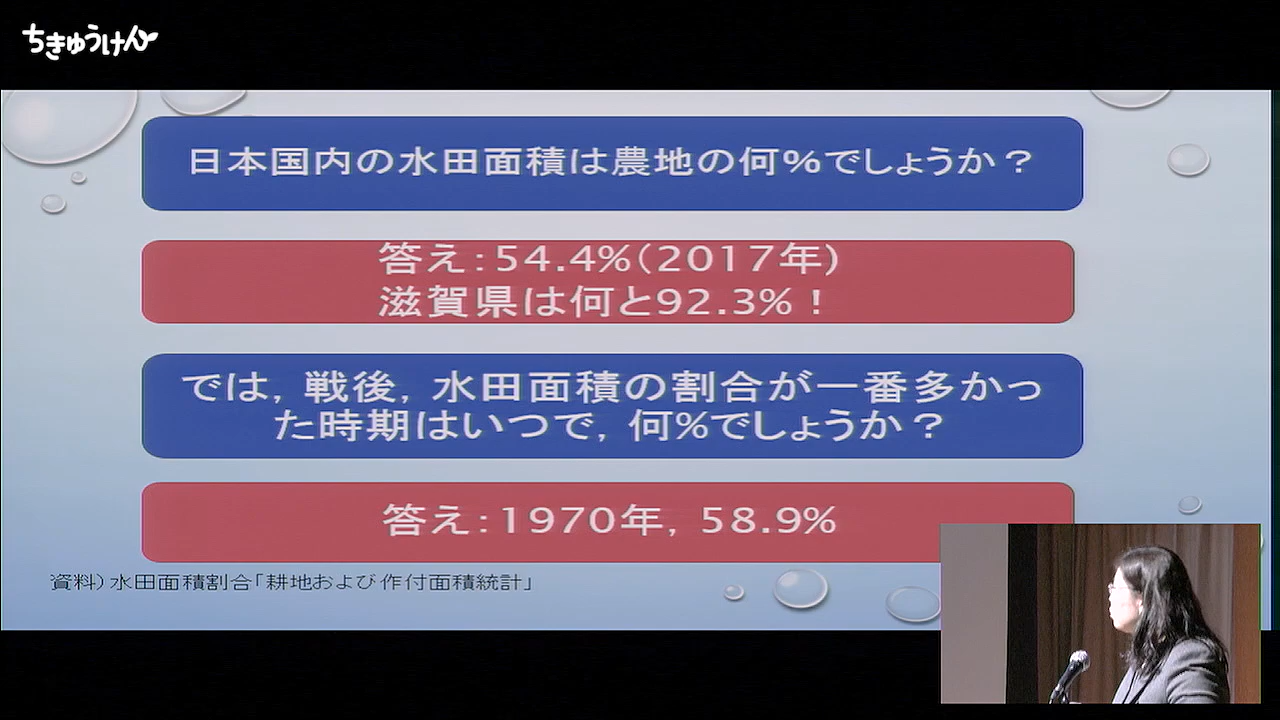 ちきゅうけん
日本国内の水田面積は農地の何%でしょうか？
答え：54.4%（2017年）
滋賀県は何と92.3%！
では，戦後，水田面積の割合が一番多かっ
た時期はいつで，何%でしょうか？
答え：1970年，58.9%
資料）水田面積割合「耕地および作付面積統計」